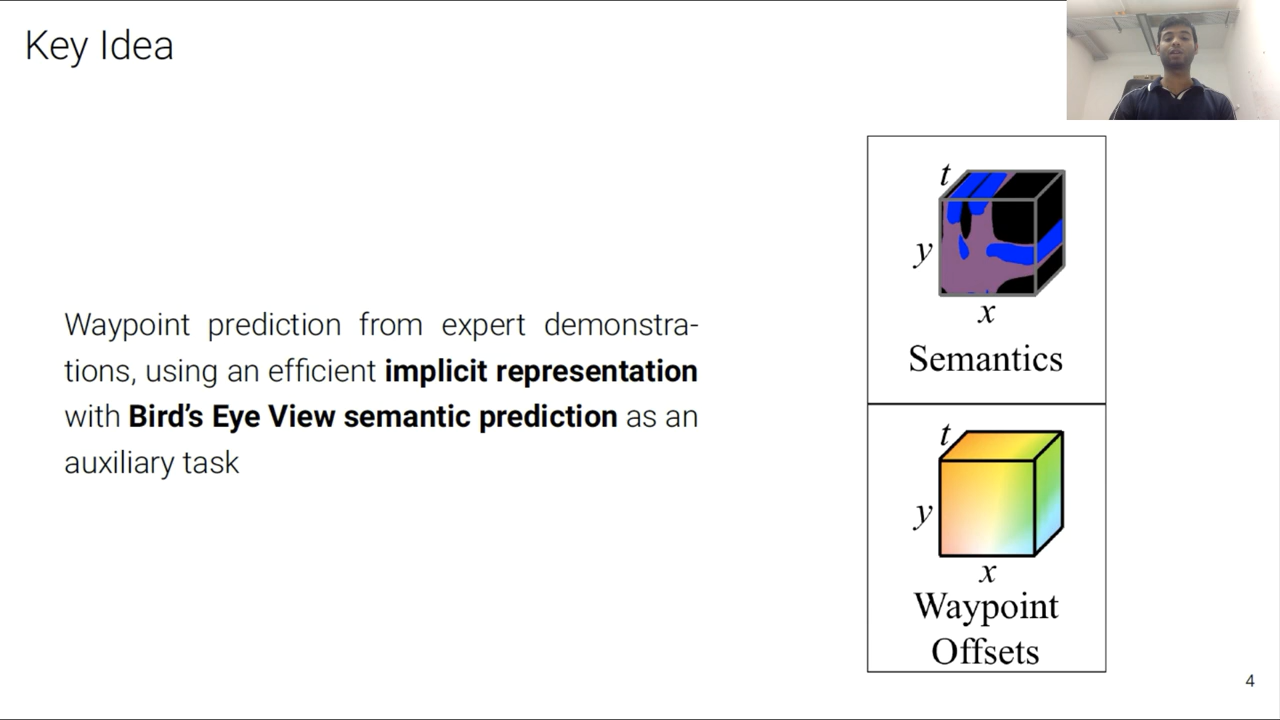 Key Idea
Waypoint prediction from expert demonstra-
tions, using an efficient implicit representation
with Bird's Eye View semantic prediction as an
auxiliary task
t
y
x
Semantics
t
y
x
Waypoint
Offsets
4